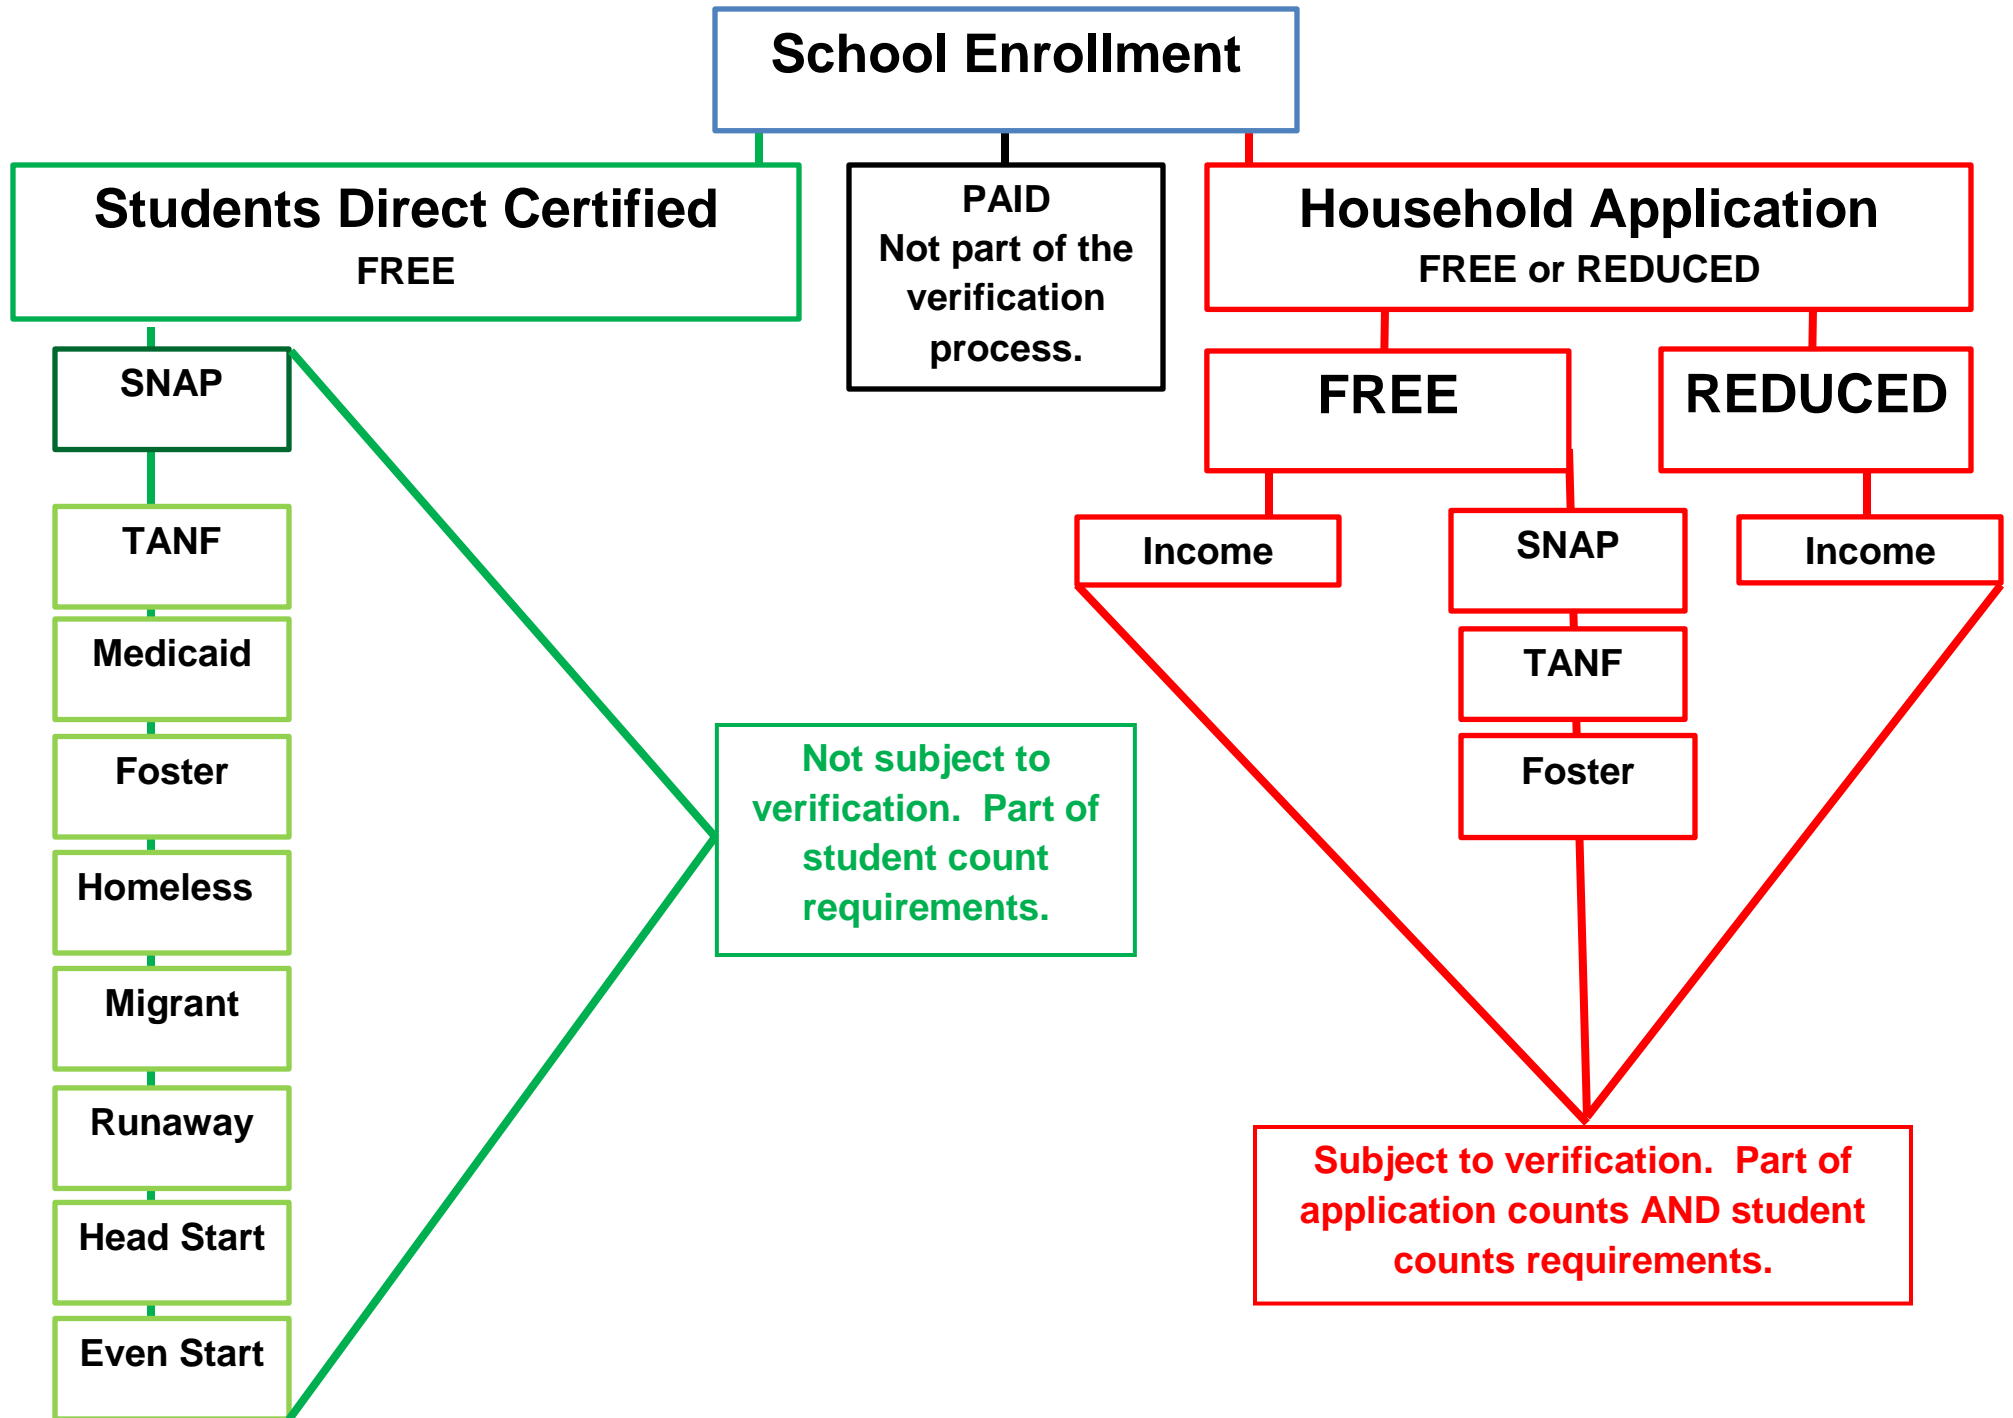 School Enrollment
Students Direct Certified
FREE
PAID
Not part of the
verification
process.
Household Application
FREE or REDUCED
SNAP
TANF
Medicaid
Foster
Homeless
Migrant
Runaway
Head Start
Even Start
Not subject to
verification.  Part of
student count
requirements.
FREE
REDUCED
Income
SNAP
TANF
Foster
Income
Subject to verification.  Part of
application counts AND student
counts requirements.